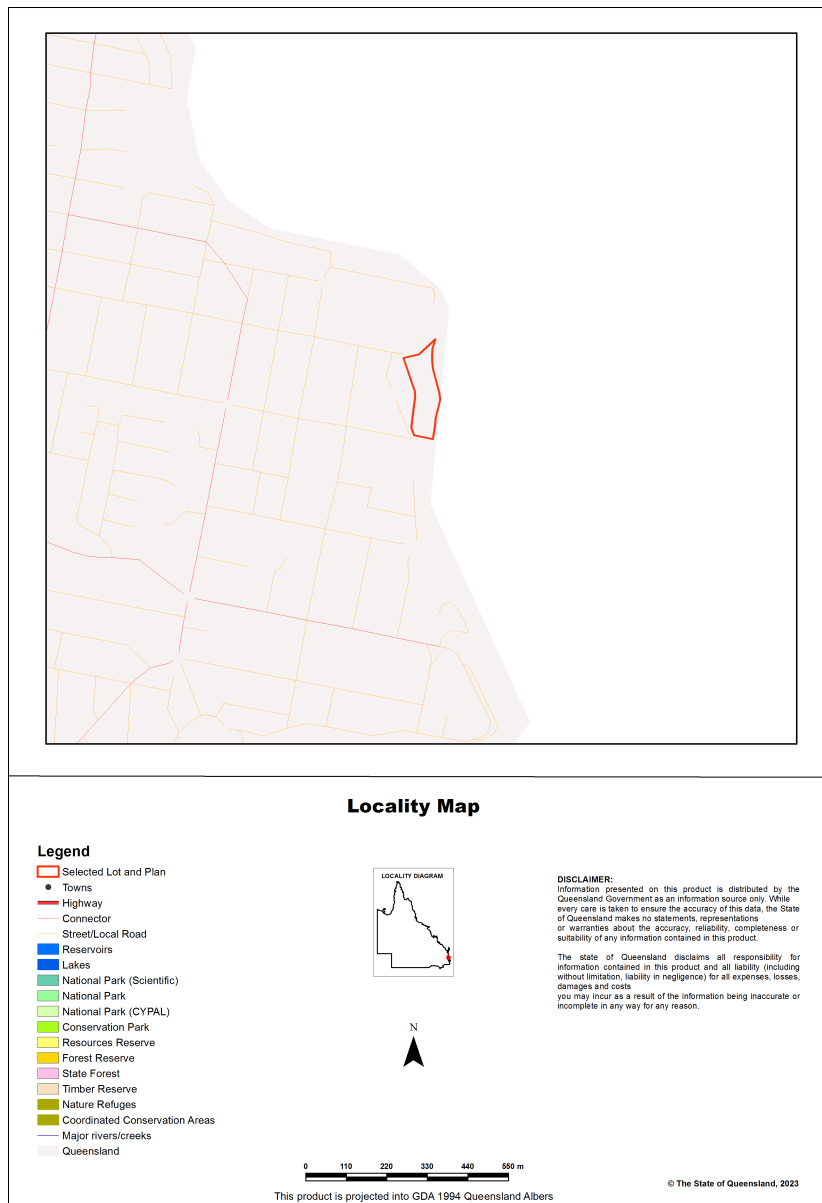 Locality Map
Legend
Selected Lot and Plan
Towns
Highway
Connector
Street/Local Road
Reservoirs
Lakes
National Park (Scientific)
National Park
National Park (CYPAL)
Conservation Park
Resources Reserve
Forest Reserve
State Forest
Timber Reserve
Nature Refuges
Coordinated Conservation Areas
Major rivers/creeks
Queensland
LOCALITY DIAGRAM
N
0 110 220 330 440 550 m
This product is projected into GDA 1994 Queensland Albers
DISCLAIMER:
Information presented on this product is distributed by the
Queensland Government as an information source only. While
every care is taken to ensure the accuracy of this data, the State
of Queensland makes no statements, representations
or warranties about the accuracy, reliability, completeness or
suitability of any information contained in this product.
The state of Queensland disclaims all responsibility for
information contained in this product and all liability (including
without limitation, liability in negligence) for all expenses, losses,
damages and costs
you may incur as a result of the information being inaccurate or
incomplete in any way for any reason.
© The State of Queensland, 2023